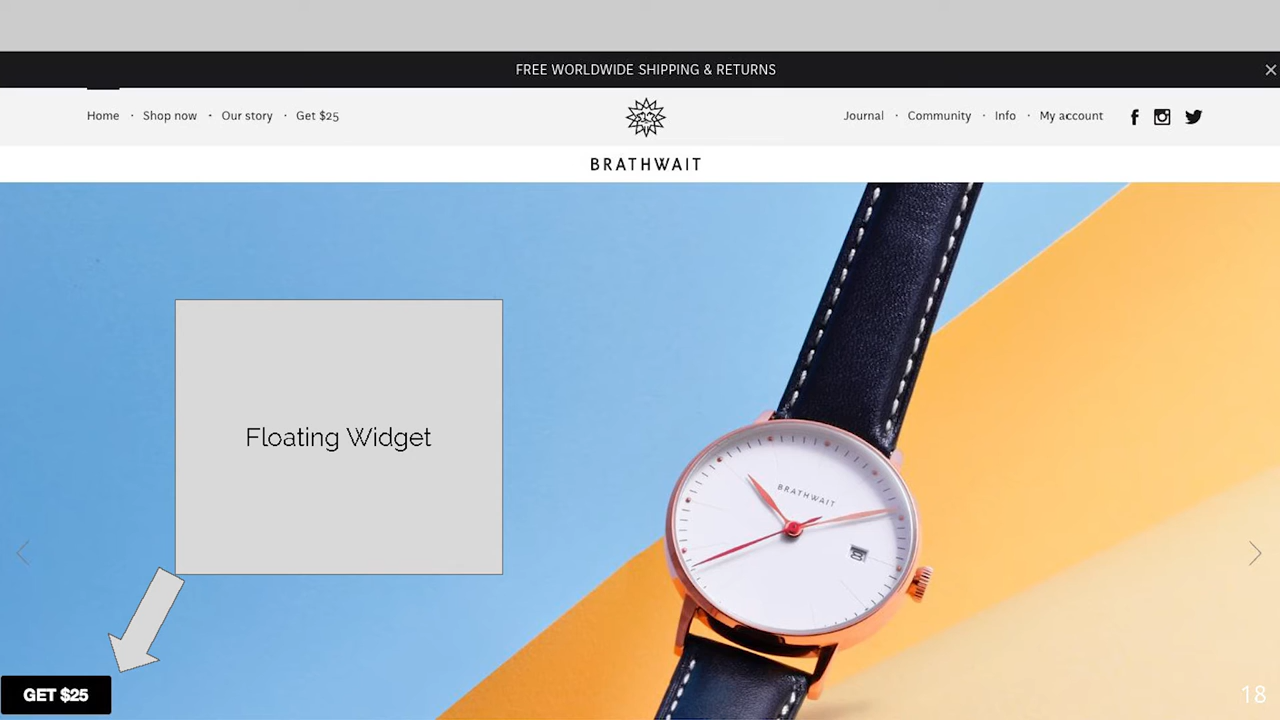 FREE WORLDWIDE SHIPPING & RETURNS
Home · Shop now · Our story · Get $25
Journal · Community · Info · My account
BRATHWAIT
Floating Widget
BRATHWAIT
GET $25
18